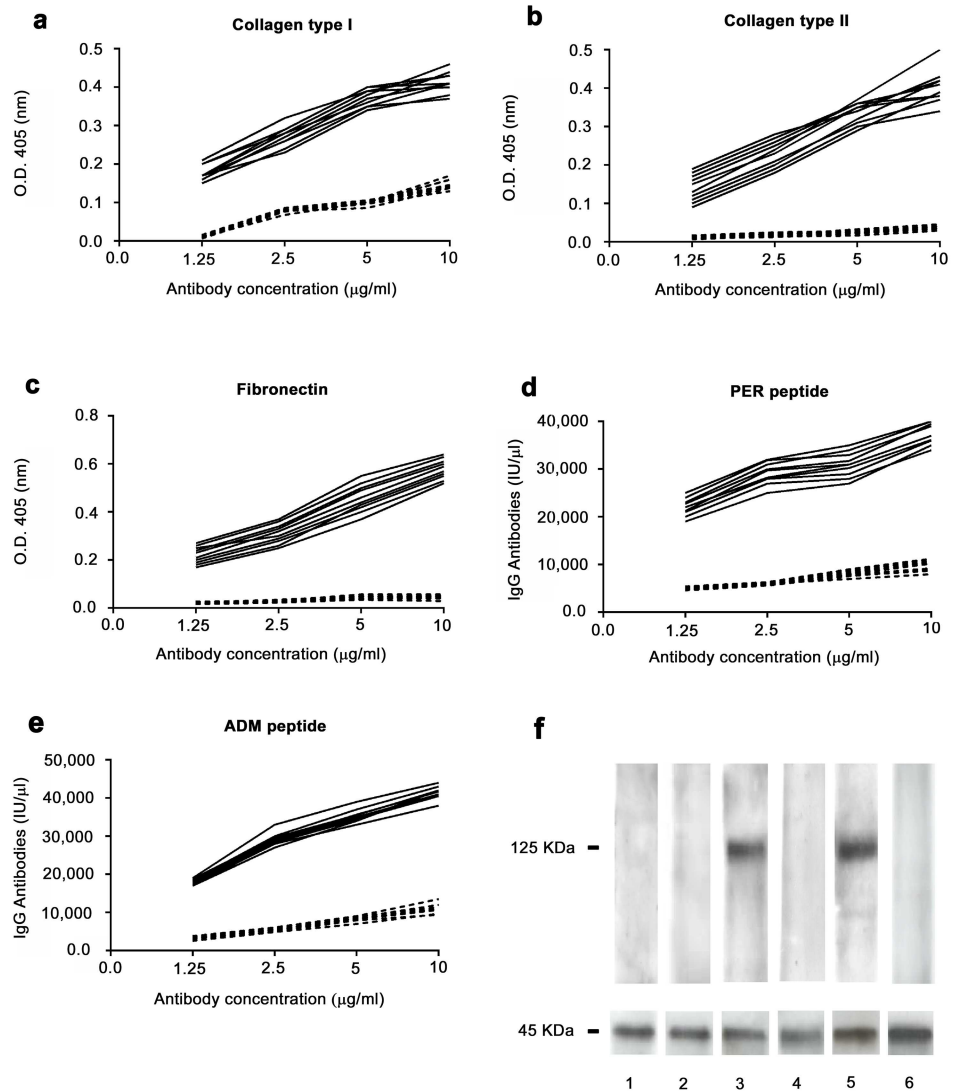 a
Collagen type I
O.D. 405 (nm)
0.5
0.4
0.3
0.2
0.1
0.0
0.0 1.25 2.5 5 10
Antibody concentration (μg/ml)
b
Collagen type II
O.D. 405 (nm)
0.5
0.4
0.3
0.2
0.1
0.0
0.0 1.25 2.5 5 10
Antibody concentration (μg/ml)
c
Fibronectin
O.D. 405 (nm)
0.8
0.6
0.4
0.2
0.0
0.0 1.25 2.5 5 10
Antibody concentration (μg/ml)
d
PER peptide
IgG Antibodies (IU/μl)
40,000
30,000
20,000
10,000
0.0
0.0 1.25 2.5 5 10
Antibody concentration (μg/ml)
e
ADM peptide
IgG Antibodies (IU/μl)
50,000
40,000
30,000
20,000
10,000
0.0
0.0 1.25 2.5 5 10
Antibody concentration (μg/ml)
f
125 KDa
45 KDa
1 2 3 4 5 6